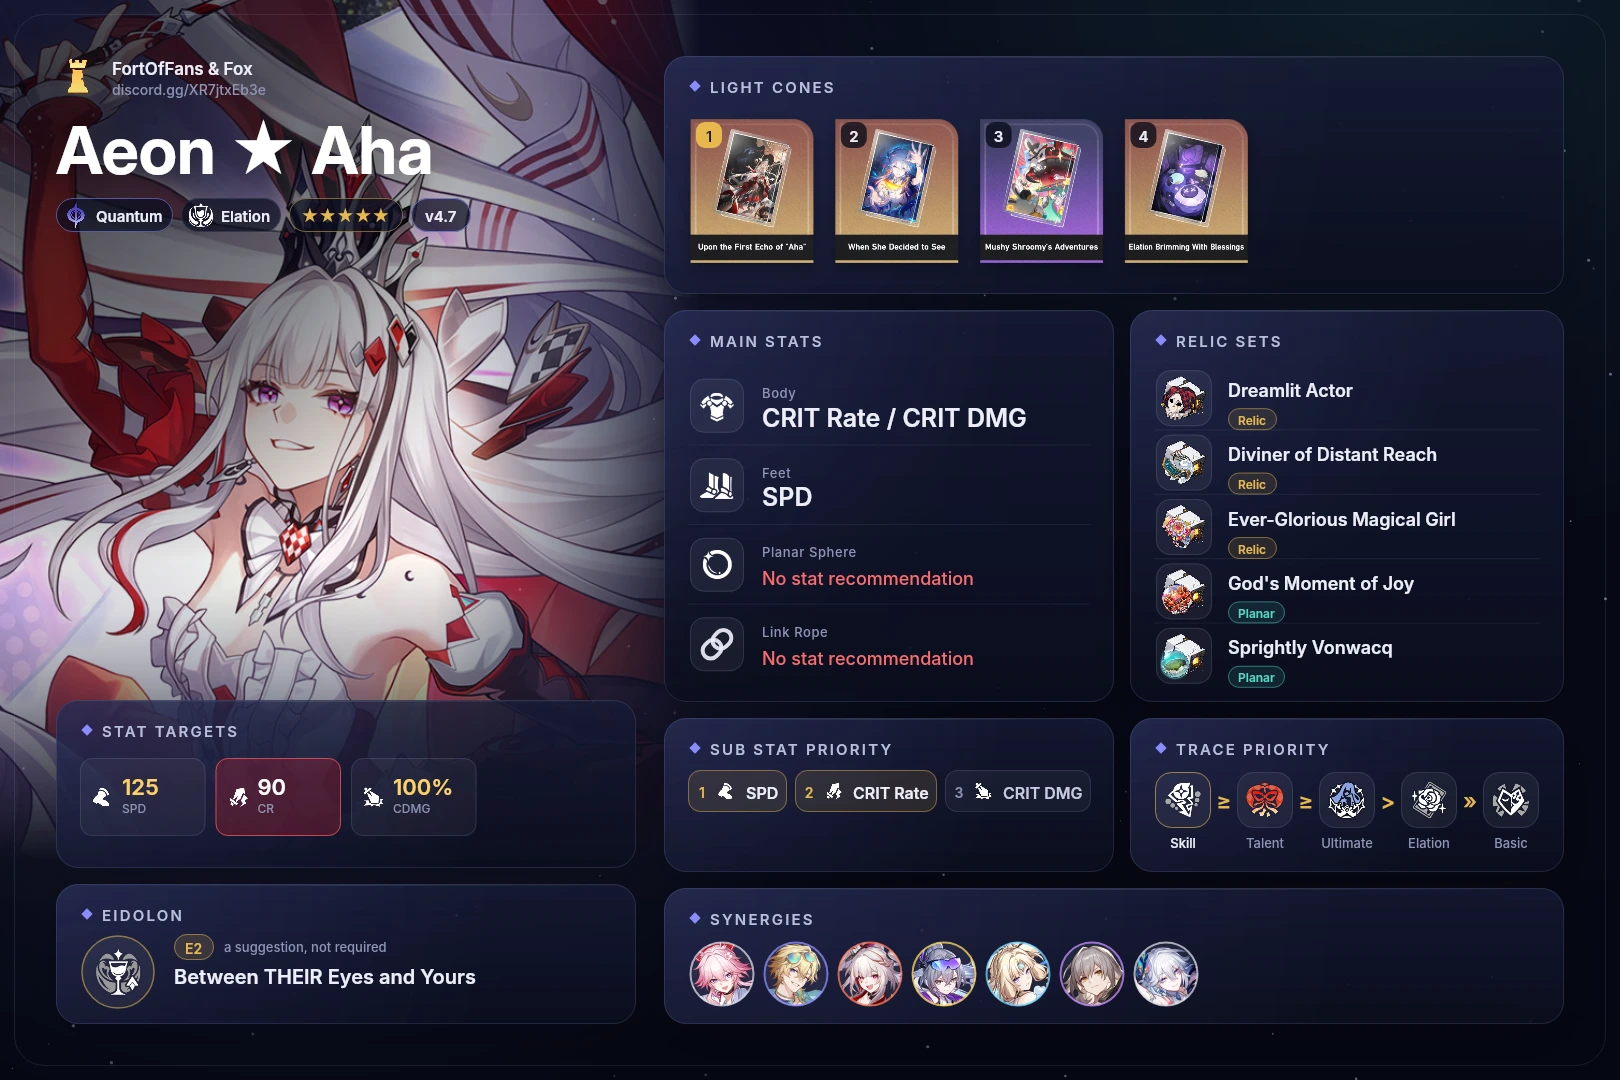 FortOfFans & Fox
discord.gg/XR7jtxEb3e
Aeon ★ Aha
Quantum
Elation
★★★★★
v4.7
STAT TARGETS
125
SPD
90
CR
100%
CDMG
EIDOLON
E2
a suggestion, not required
Between THEIR Eyes and Yours
LIGHT CONES
1
Upon the First Echo of "Aha"
2
When She Decided to See
3
Mushy Shroomy's Adventures
4
Elation Brimming With Blessings
MAIN STATS
Body
CRIT Rate / CRIT DMG
Feet
SPD
Planar Sphere
No stat recommendation
Link Rope
No stat recommendation
RELIC SETS
Dreamlit Actor
Relic
Diviner of Distant Reach
Relic
Ever-Glorious Magical Girl
Relic
God's Moment of Joy
Planar
Sprightly Vonwacq
Planar
SUB STAT PRIORITY
1 SPD
2 CRIT Rate
3 CRIT DMG
TRACE PRIORITY
≥ ≥ > »
Skill Talent Ultimate Elation Basic
SYNERGIES